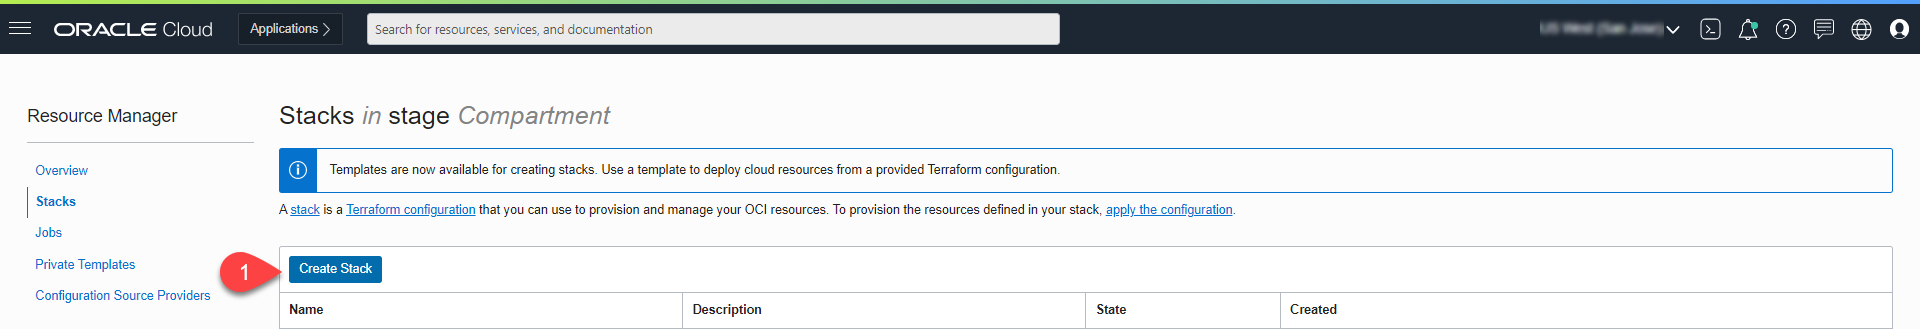 ORACLE Cloud
Applications
Search for resources, services, and documentation
Resource Manager
Overview
Stacks
Jobs
Private Templates
Configuration Source Providers
Stacks in stage Compartment
Templates are now available for creating stacks. Use a template to deploy cloud resources from a provided Terraform configuration.
A stack is a Terraform configuration that you can use to provision and manage your OCI resources. To provision the resources defined in your stack, apply the configuration.
1
Create Stack
Name Description State Created